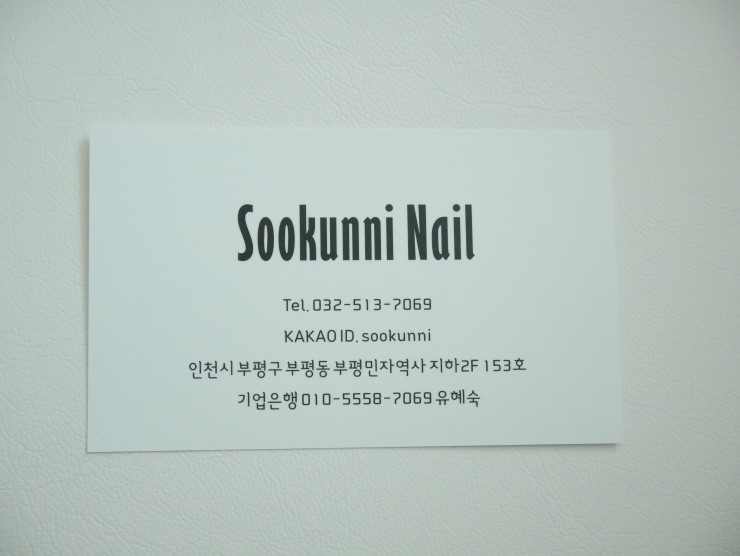 Sookunni Nail
Tel. 032-513-7069
KAKAO ID. sookunni
인천시 부평구 부평동 부평민자역사 지하2F 153호
기업은행 010-5558-7069 유혜숙